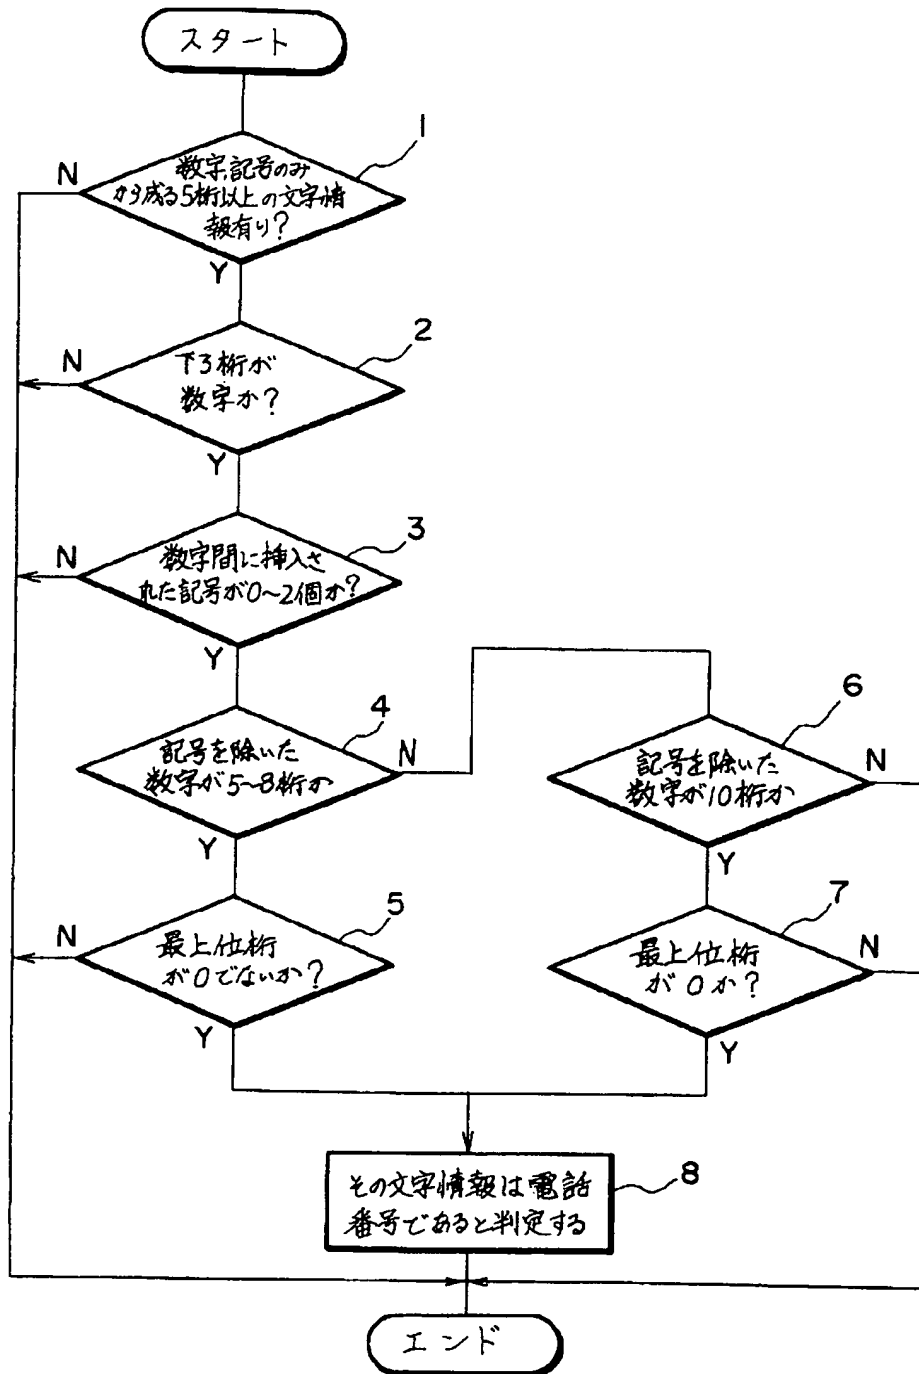 スタート
1
N
数字、記号のみ
から成る5桁以上の文字情
報有り?
Y
2
N
下3桁が
数字か?
Y
3
N
数字間に挿入さ
れた記号が0~2個か?
Y
4
記号を除いた
数字が5~8桁か
N
Y
6
記号を除いた
数字が10桁か
N
Y
5
N
最上位桁
が0でないか?
Y
7
最上位桁
が0か?
N
Y
8
その文字情報は電話
番号であると判定する
エンド